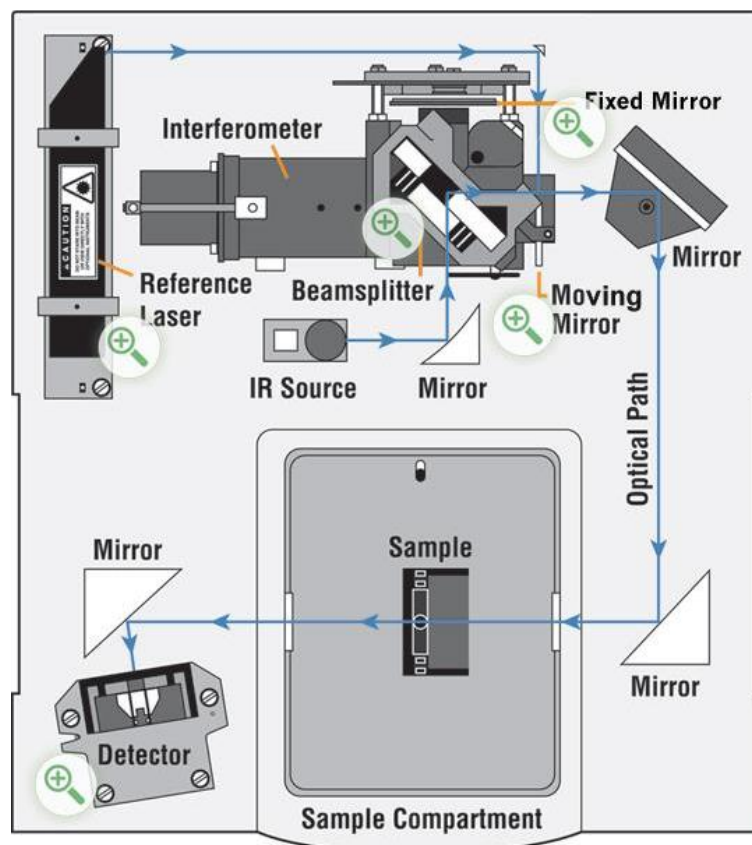 Fixed Mirror
Interferometer
CAUTION
Reference
Laser
Beamsplitter
Moving
Mirror
Mirror
IR Source
Mirror
Optical Path
Mirror
Sample
Mirror
Detector
Sample Compartment